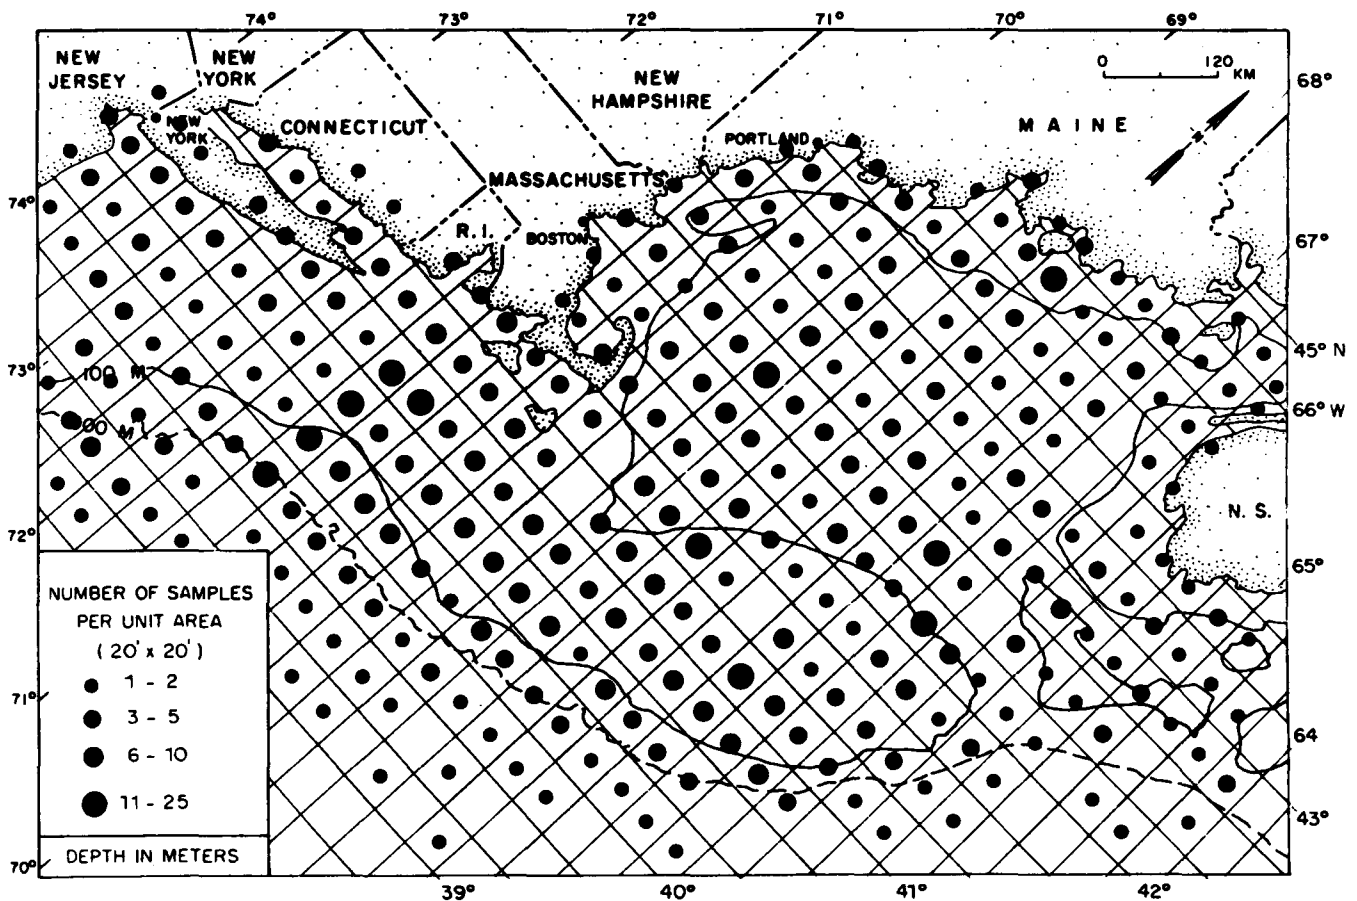 74° 73° 72° 71° 70° 69°
NEW JERSEY
NEW YORK
NEW HAMPSHIRE
0 120 KM
68°
NEW YORK
CONNECTICUT
PORTLAND
MAINE
MASSACHUSETTS
74°
R. I.
BOSTON
67°
45° N
73°
100 M
66° W
00 M
N. S.
72°
65°
NUMBER OF SAMPLES
PER UNIT AREA
(20' x 20')
1 - 2
3 - 5
6 - 10
11 - 25
DEPTH IN METERS
71°
64
43°
70°
39° 40° 41° 42°